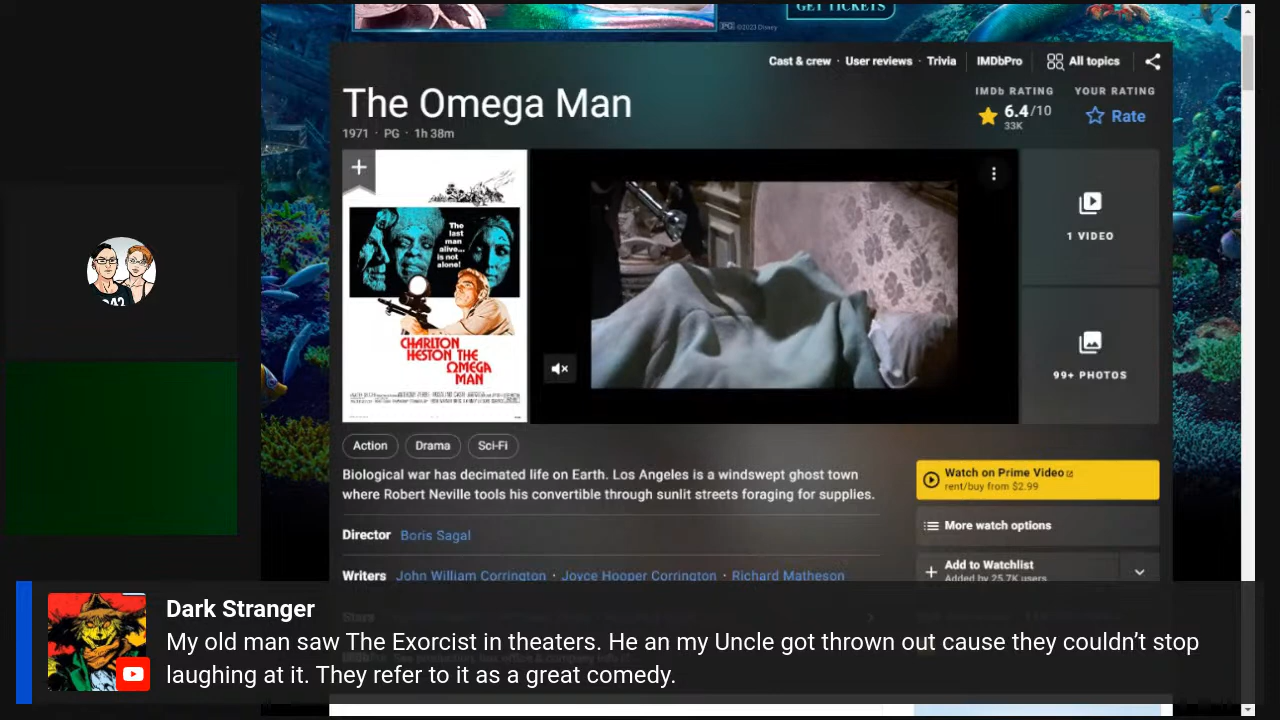 GET TICKETS
PG ©2023 Disney
Cast & crew · User reviews · Trivia
IMDbPro
All topics
The Omega Man
1971 · PG · 1h 38m
IMDb RATING
6.4/10
33K
YOUR RATING
Rate
The
last
man
alive...
is not
alone!
CHARLTON
HESTON THE
OMEGA
MAN
1 VIDEO
99+ PHOTOS
Action
Drama
Sci-Fi
Biological war has decimated life on Earth. Los Angeles is a windswept ghost town
where Robert Neville tools his convertible through sunlit streets foraging for supplies.
Director Boris Sagal
Writers John William Corrington · Joyce Hooper Corrington · Richard Matheson
Stars
Watch on Prime Video
rent/buy from $2.99
More watch options
Add to Watchlist
Added by 25.7K users
Dark Stranger
My old man saw The Exorcist in theaters. He an my Uncle got thrown out cause they couldn’t stop
laughing at it. They refer to it as a great comedy.